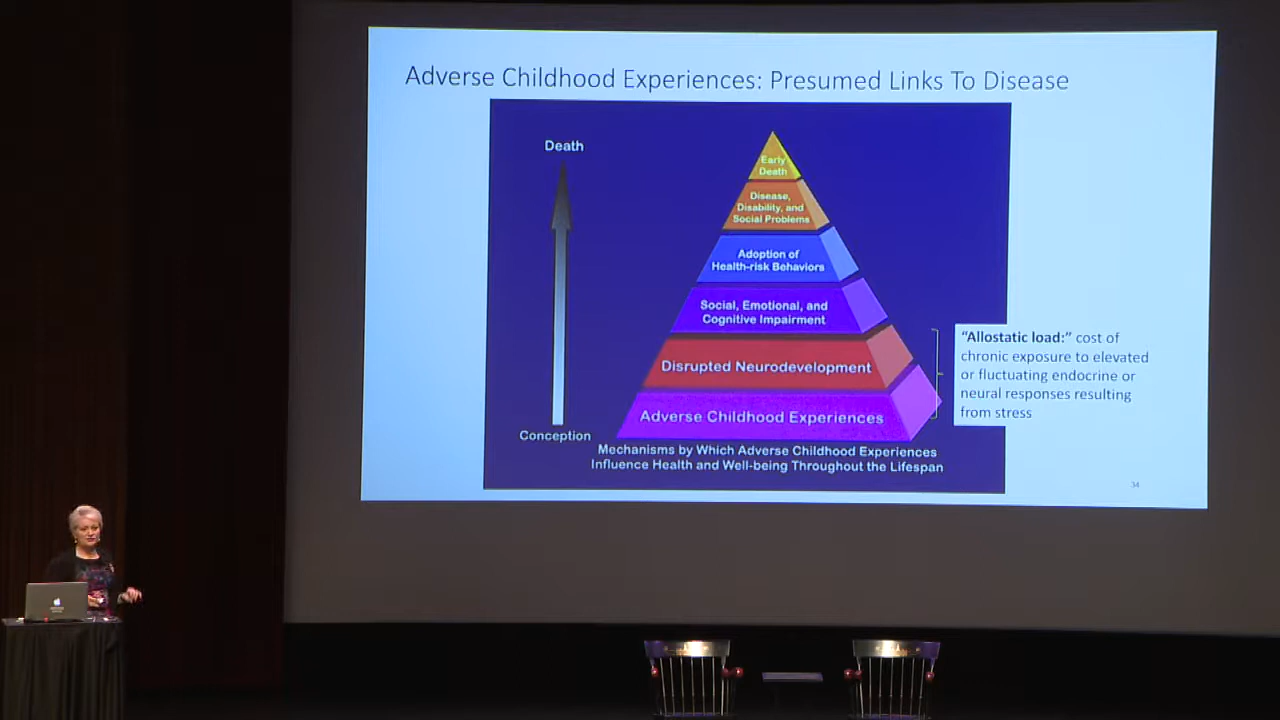 Adverse Childhood Experiences: Presumed Links To Disease
Death
Early
Death
Disease,
Disability, and
Social Problems
Adoption of
Health-risk Behaviors
Social, Emotional, and
Cognitive Impairment
Disrupted Neurodevelopment
Adverse Childhood Experiences
Conception
Mechanisms by Which Adverse Childhood Experiences
Influence Health and Well-being Throughout the Lifespan
“Allostatic load:” cost of
chronic exposure to elevated
or fluctuating endocrine or
neural responses resulting
from stress
34